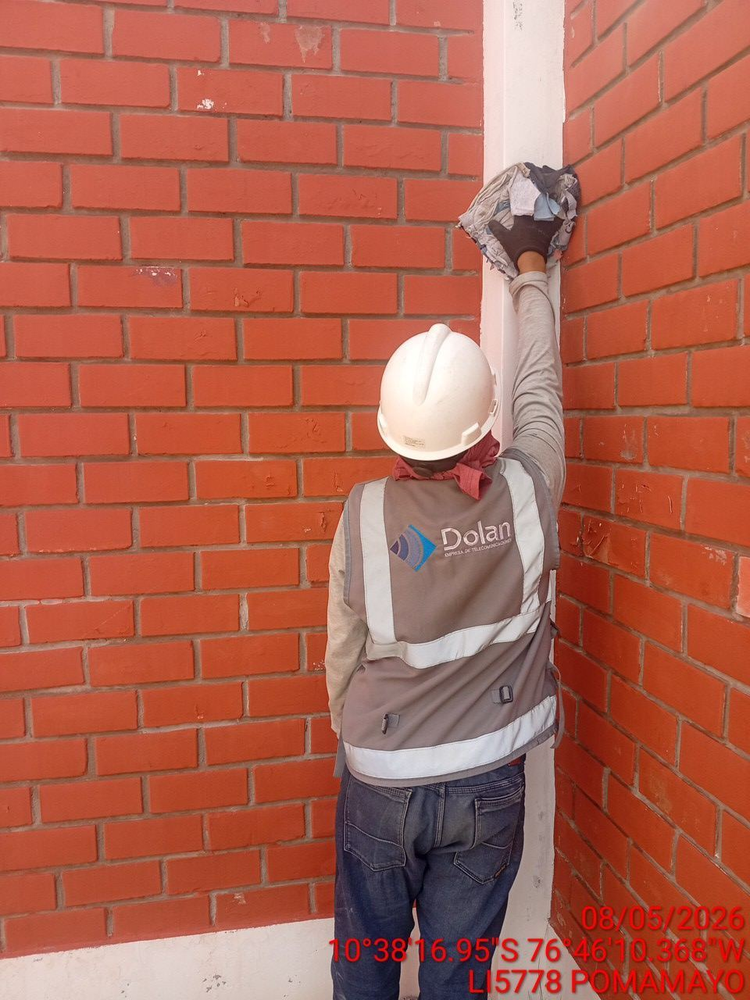 Dolan
EMPRESA DE TELECOMUNICACIONES
08/05/2026
10°38'16.95"S 76°46'10.368"W
LI5778 POMAMAYO